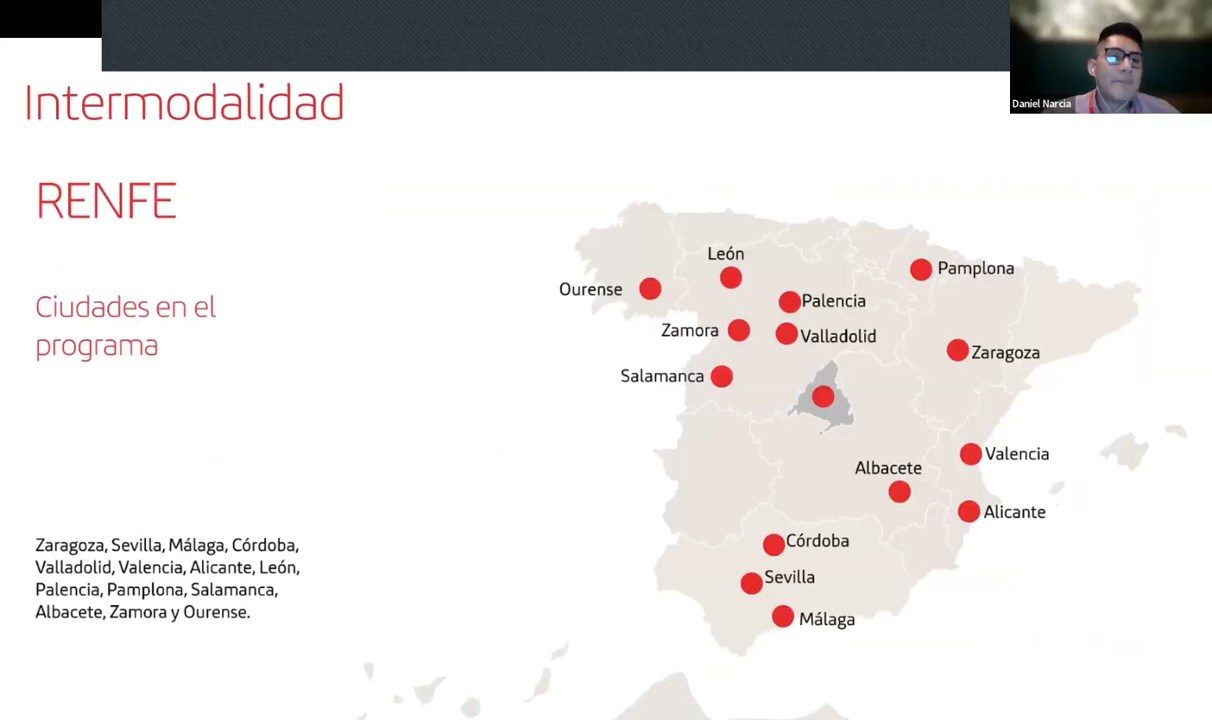 Daniel Narcia
Intermodalidad
RENFE
Ciudades en el
programa
León
Pamplona
Ourense
Palencia
Zamora
Valladolid
Zaragoza
Salamanca
Valencia
Albacete
Alicante
Córdoba
Sevilla
Málaga
Zaragoza, Sevilla, Málaga, Córdoba,
Valladolid, Valencia, Alicante, León,
Palencia, Pamplona, Salamanca,
Albacete, Zamora y Ourense.